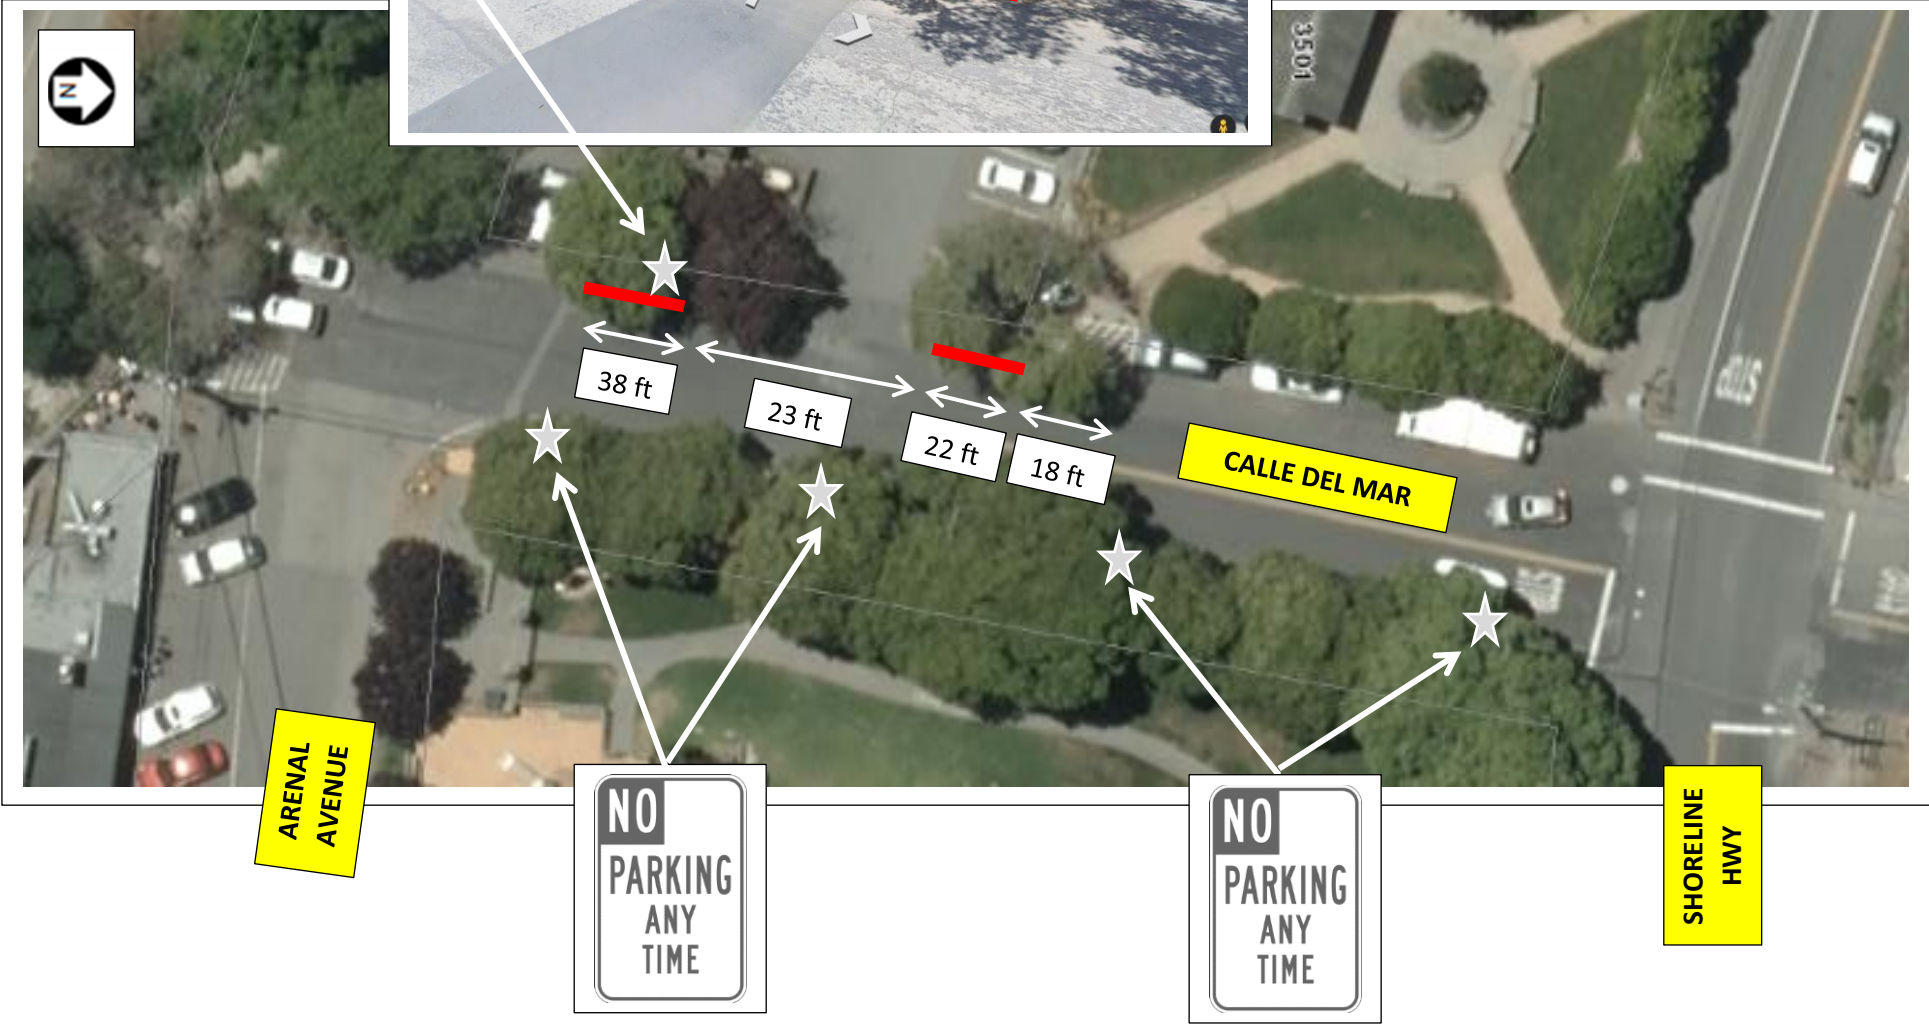 N
3501
STOP
38 ft
23 ft
22 ft
18 ft
CALLE DEL MAR
ARENAL
AVENUE
NO
PARKING
ANY
TIME
NO
PARKING
ANY
TIME
SHORELINE
HWY